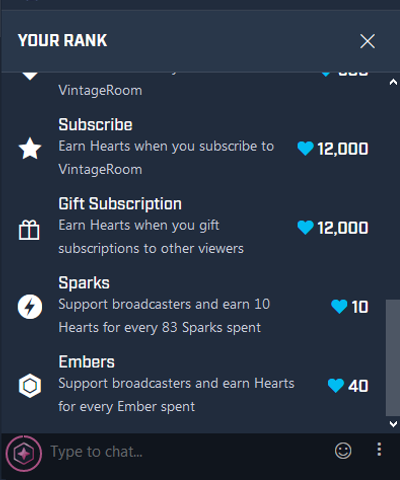 YOUR RANK
VintageRoom
Subscribe
Earn Hearts when you subscribe to
12,000
VintageRoom
Gift Subscription
Earn Hearts when you gift
12,000
subscriptions to other viewers
Sparks
Support broadcasters and earn 10
10
Hearts for every 83 Sparks spent
Embers
Support broadcasters and earn Hearts
40
for every Ember spent
Type to chat...